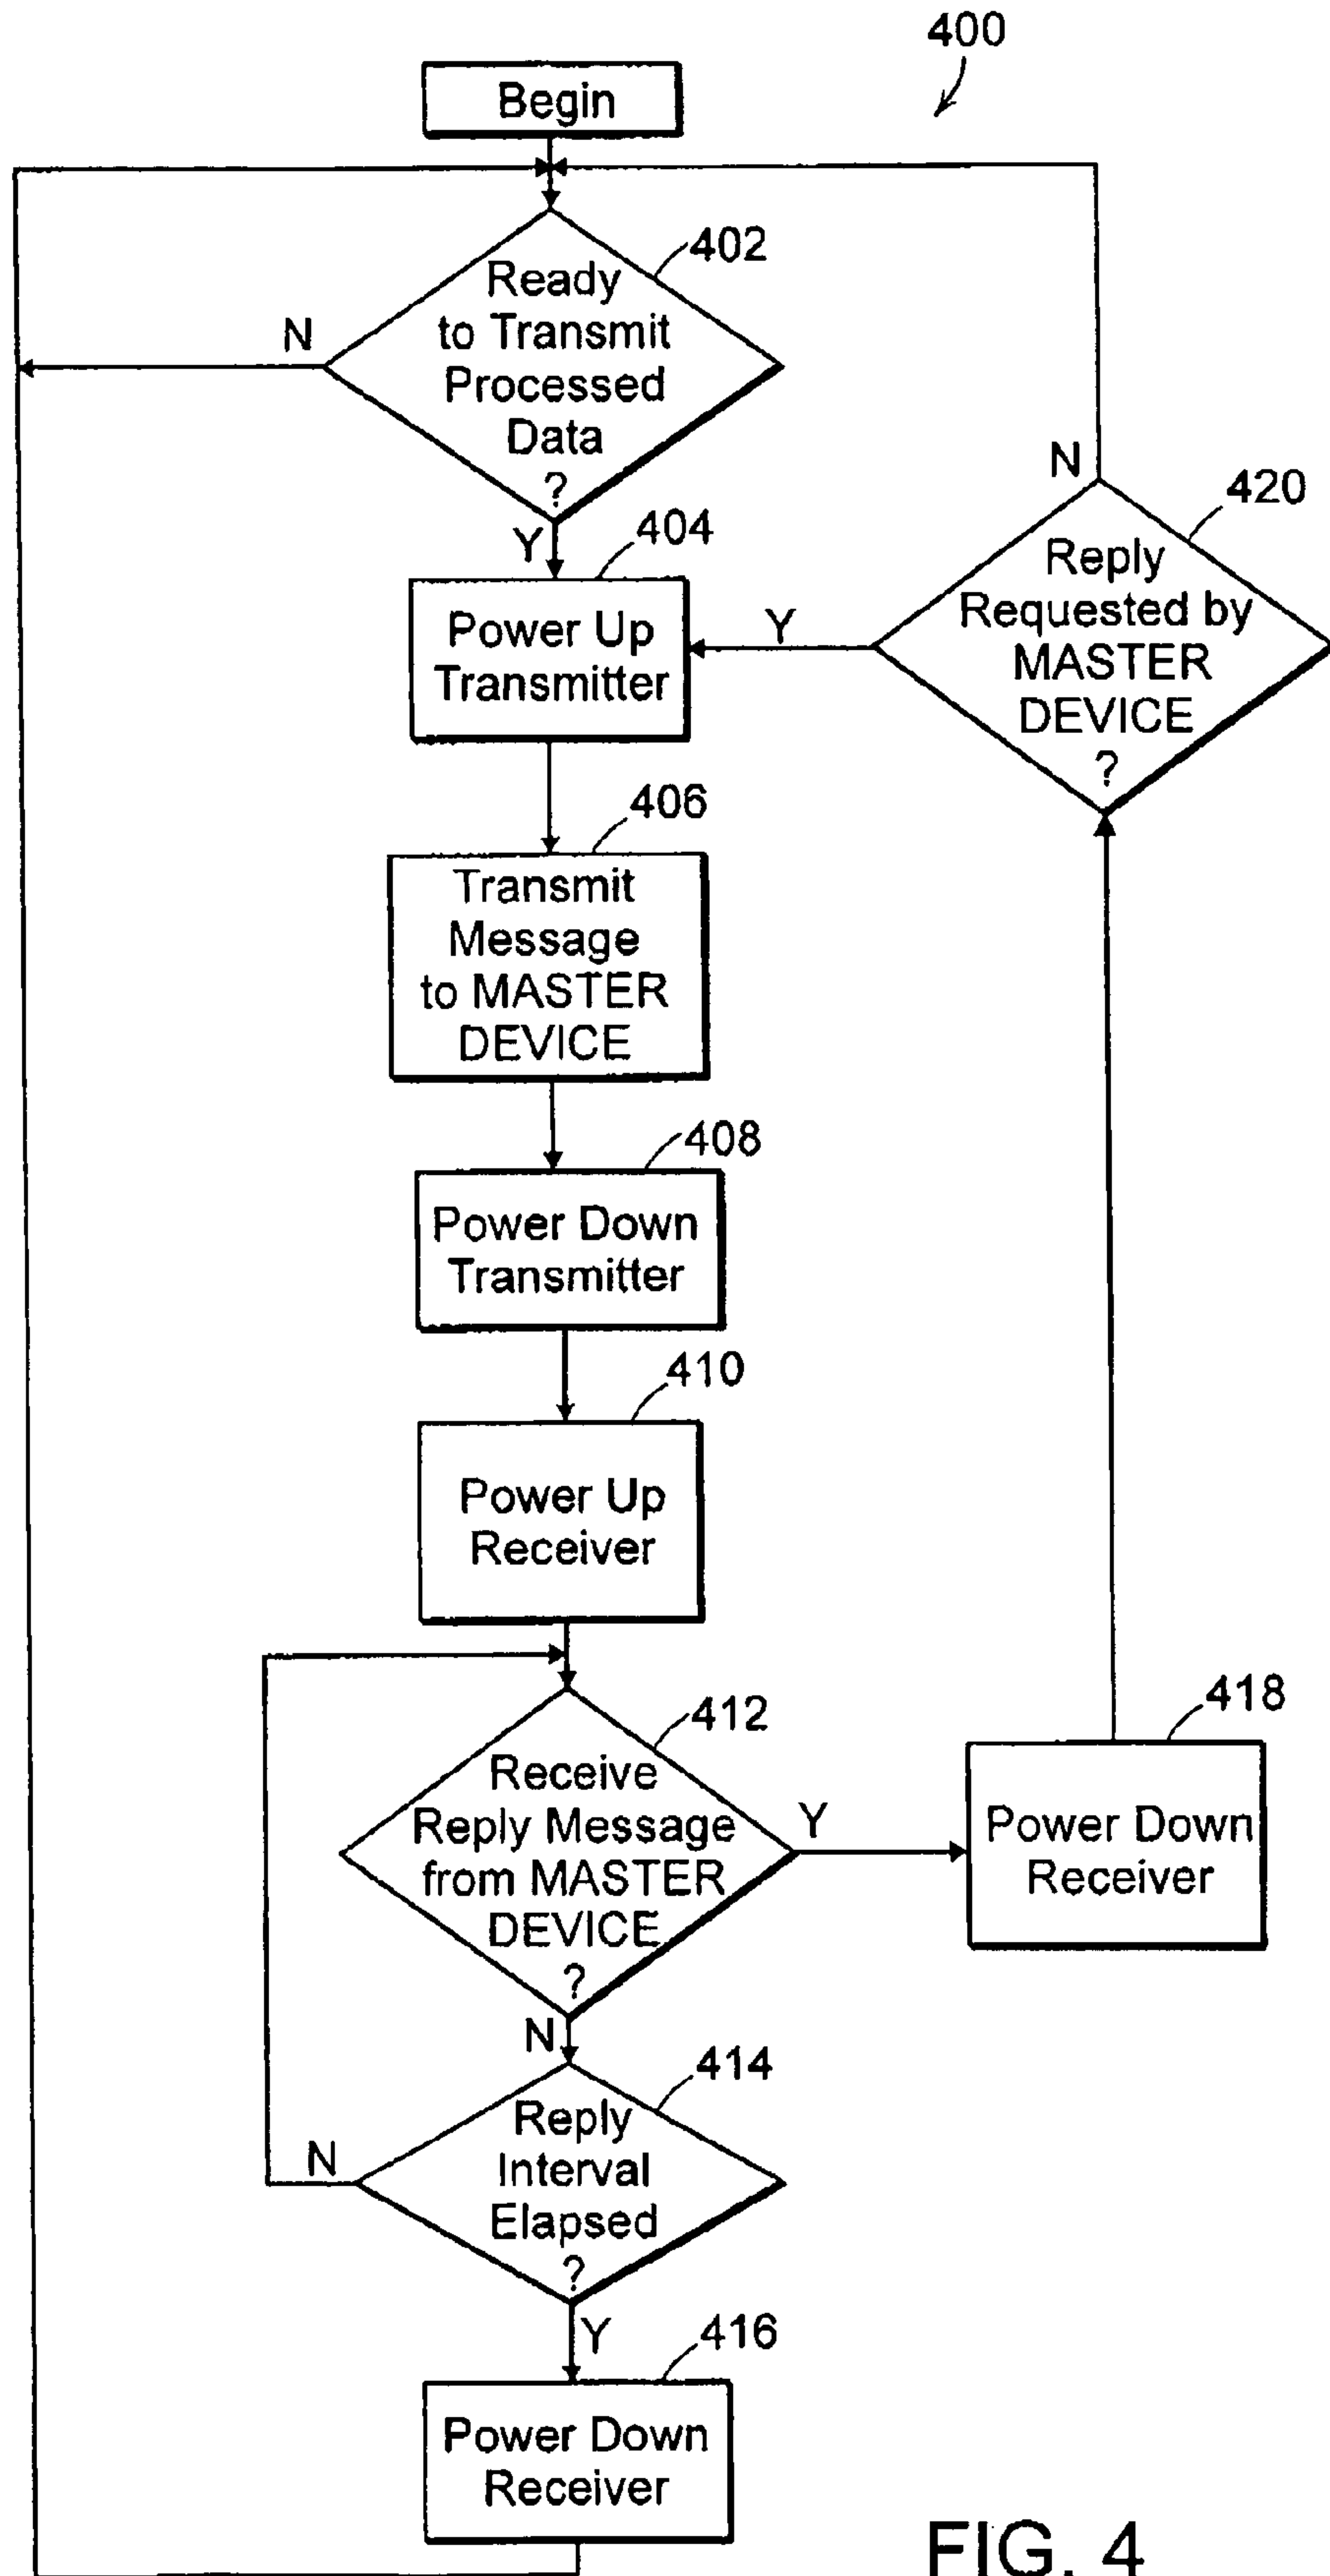 400
Begin
402
Ready
to Transmit
Processed
Data
?
N
Y
404
Power Up
Transmitter
N
420
Reply
Requested by
MASTER
DEVICE
?
Y
406
Transmit
Message
to MASTER
DEVICE
408
Power Down
Transmitter
410
Power Up
Receiver
412
Receive
Reply Message
from MASTER
DEVICE
?
Y
418
Power Down
Receiver
N
414
Reply
Interval
Elapsed
?
N
Y
416
Power Down
Receiver
FIG. 4